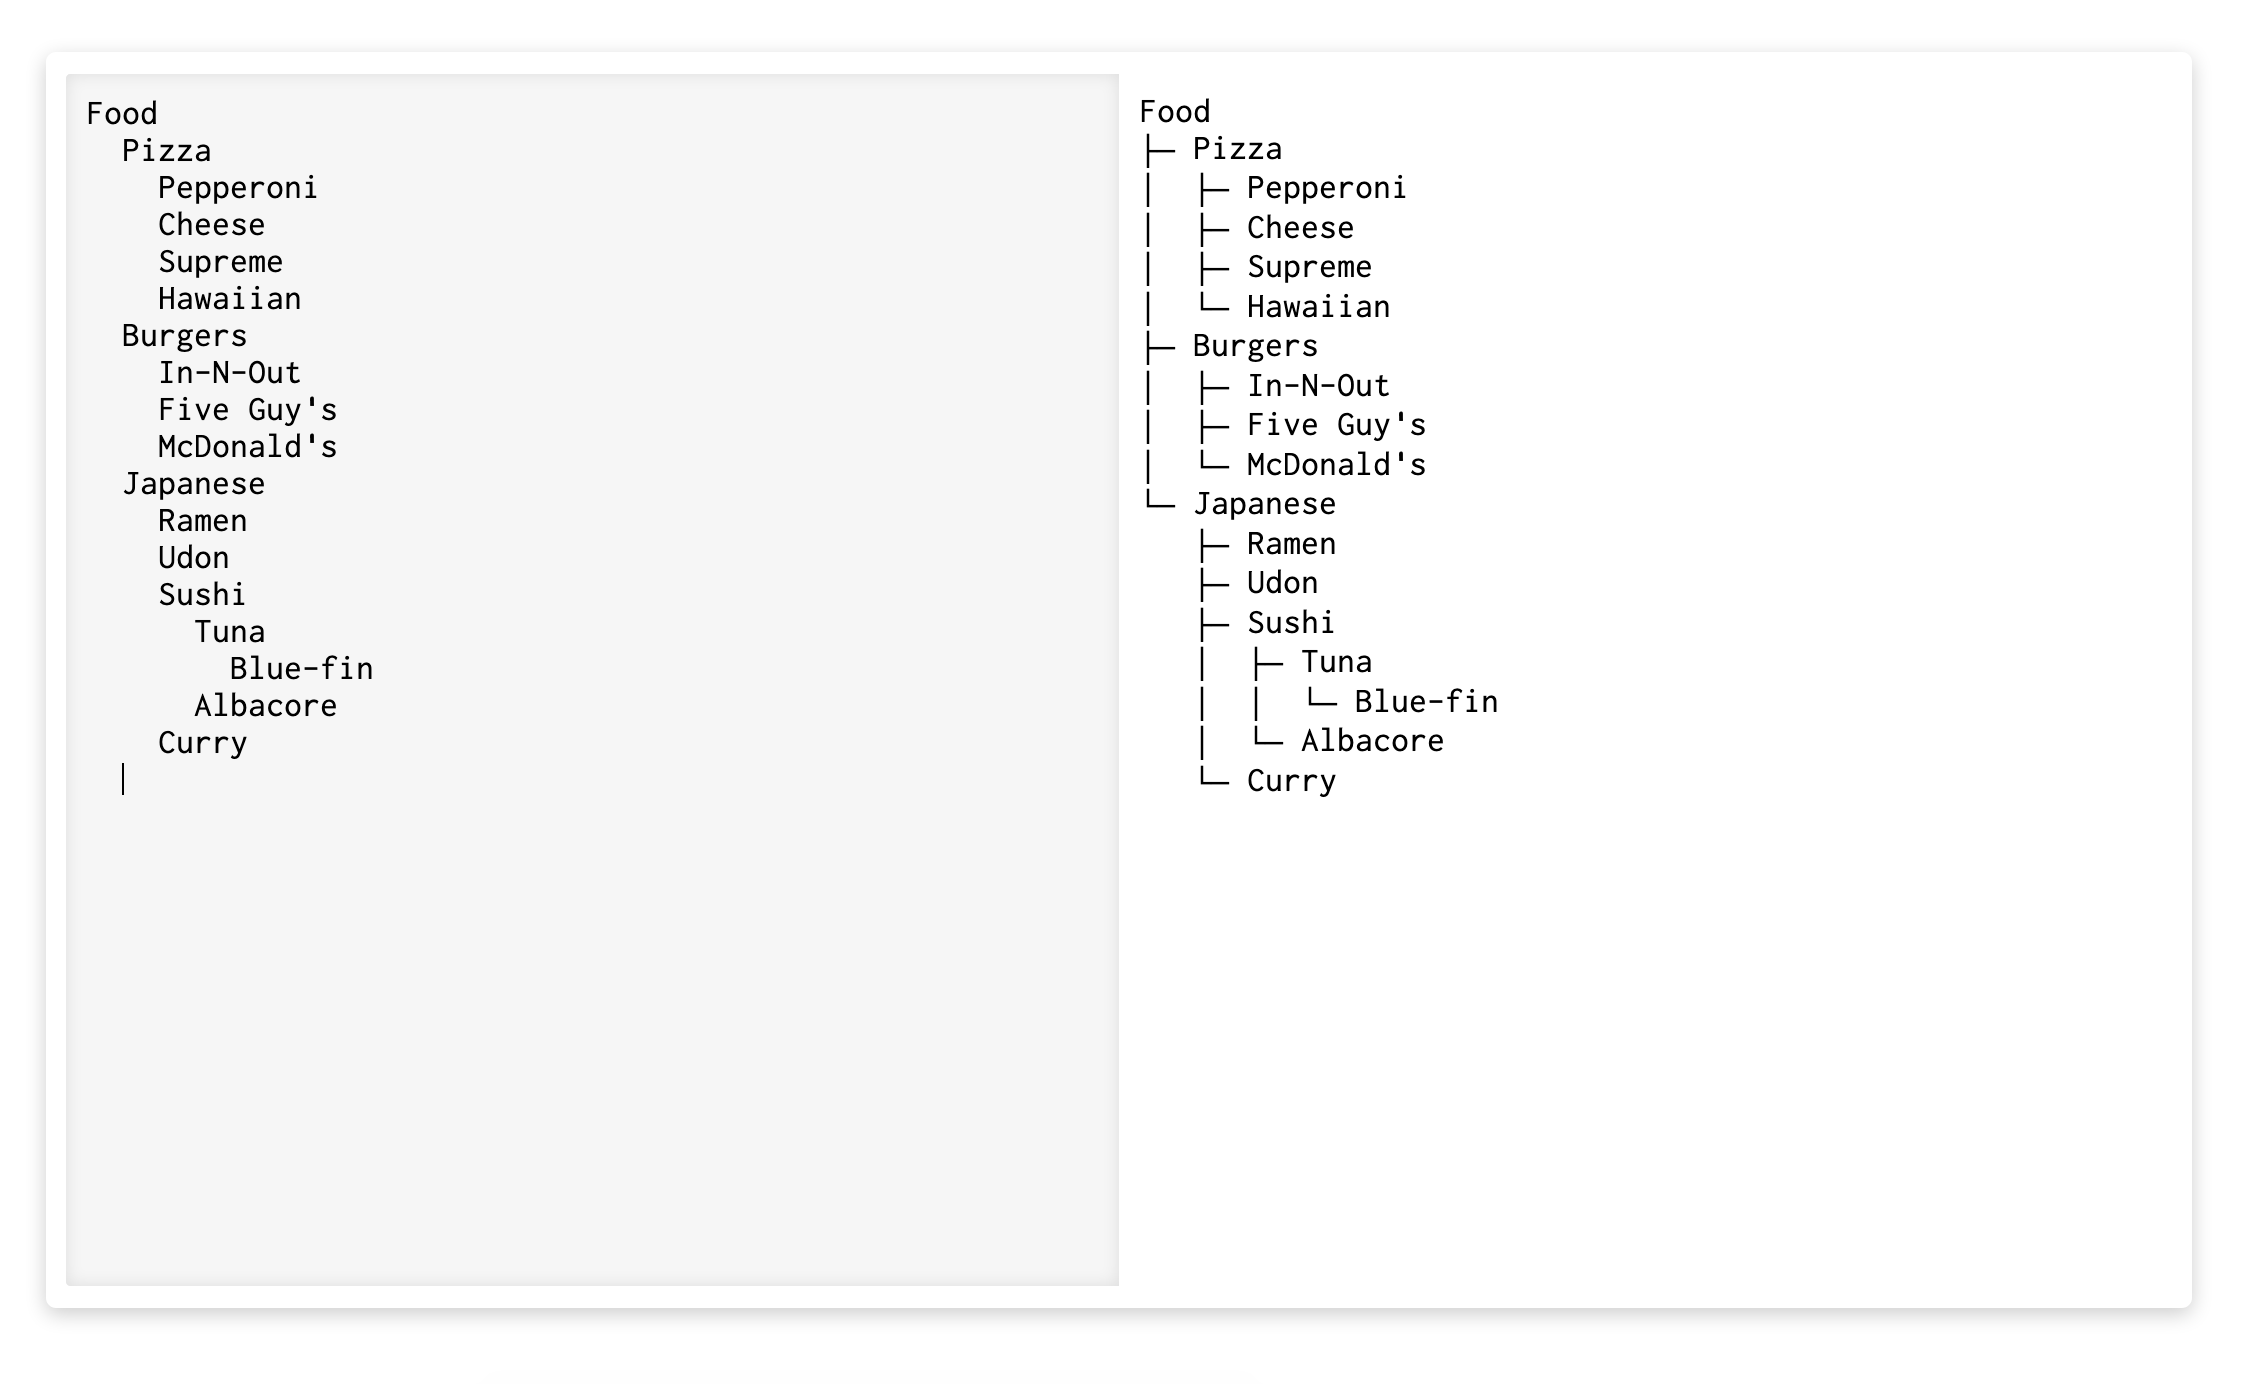 Food
  Pizza
    Pepperoni
    Cheese
    Supreme
    Hawaiian
  Burgers
    In-N-Out
    Five Guy's
    McDonald's
  Japanese
    Ramen
    Udon
    Sushi
      Tuna
        Blue-fin
      Albacore
    Curry
Food
├─ Pizza
│  ├─ Pepperoni
│  ├─ Cheese
│  ├─ Supreme
│  └─ Hawaiian
├─ Burgers
│  ├─ In-N-Out
│  ├─ Five Guy's
│  └─ McDonald's
└─ Japanese
   ├─ Ramen
   ├─ Udon
   ├─ Sushi
   │  ├─ Tuna
   │  │  └─ Blue-fin
   │  └─ Albacore
   └─ Curry